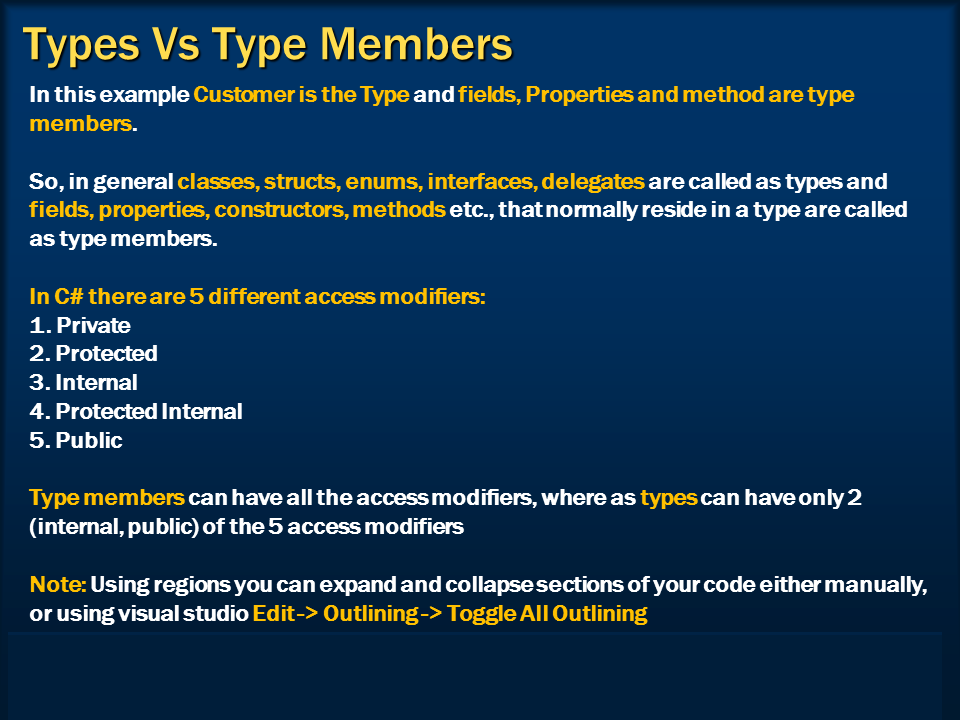 Types Vs Type Members
In this example Customer is the Type and fields, Properties and method are type
members.
So, in general classes, structs, enums, interfaces, delegates are called as types and
fields, properties, constructors, methods etc., that normally reside in a type are called
as type members.
In C# there are 5 different access modifiers:
1. Private
2. Protected
3. Internal
4. Protected Internal
5. Public
Type members can have all the access modifiers, where as types can have only 2
(internal, public) of the 5 access modifiers
Note: Using regions you can expand and collapse sections of your code either manually,
or using visual studio Edit -> Outlining -> Toggle All Outlining